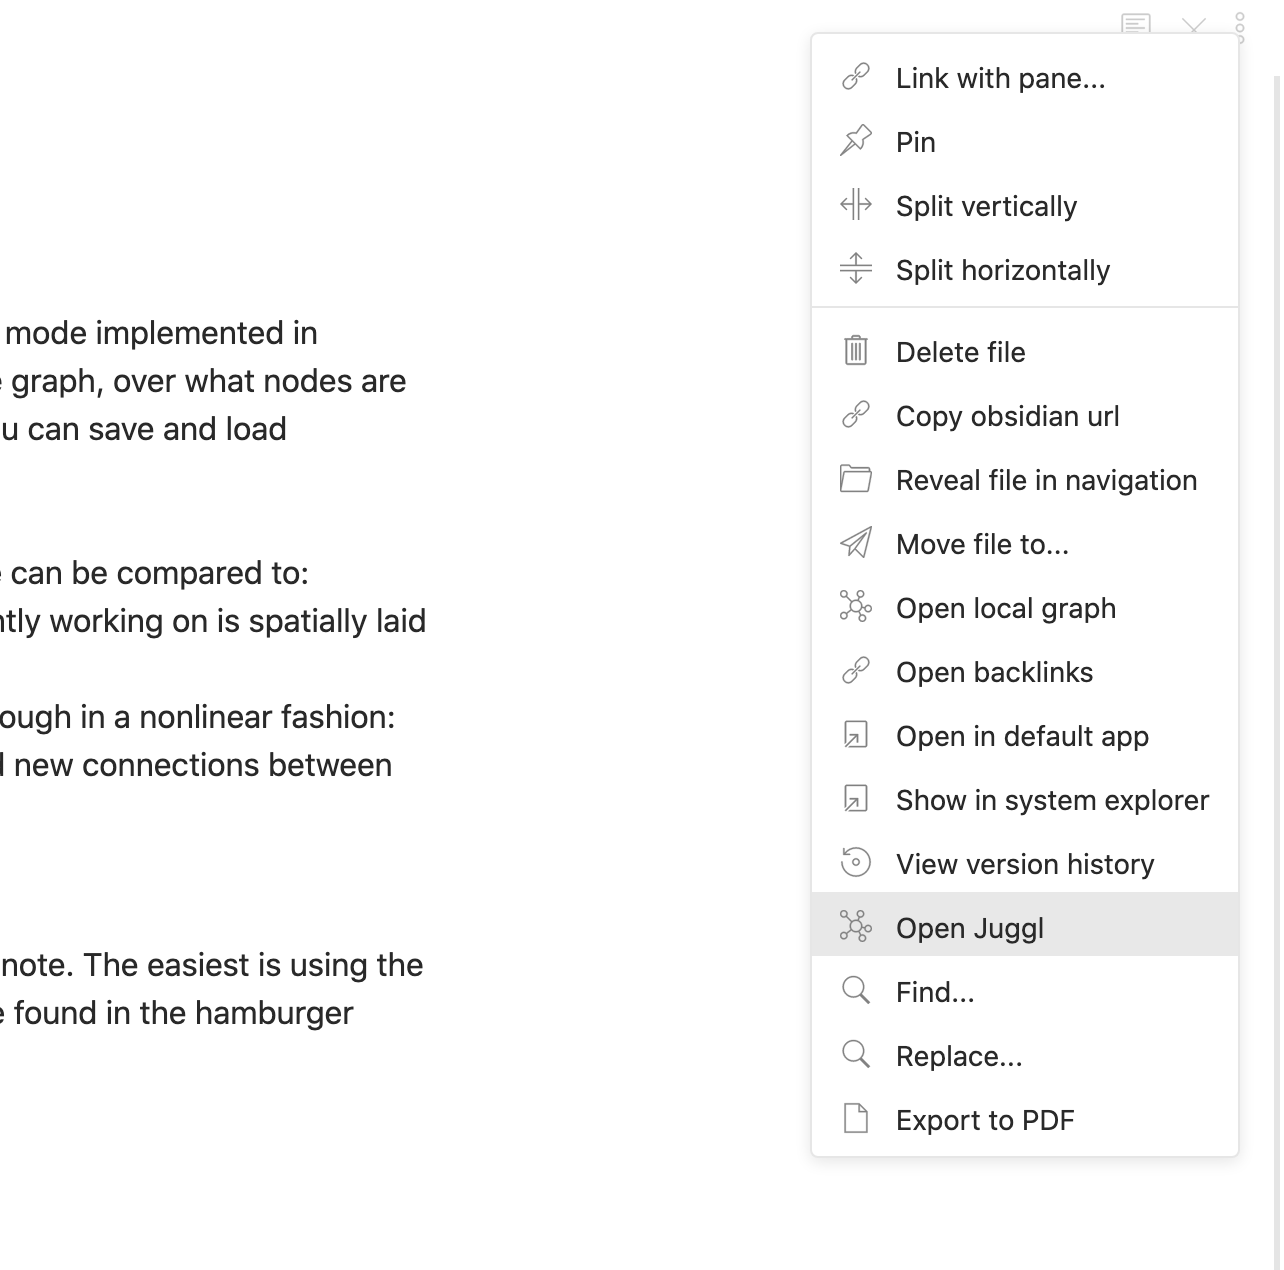 mode implemented in
graph, over what nodes are
u can save and load
can be compared to:
working on is spatially laid
ough in a nonlinear fashion:
new connections between
note. The easiest is using the
found in the hamburger
Link with pane...
Pin
Split vertically
Split horizontally
Delete file
Copy obsidian url
Reveal file in navigation
Move file to...
Open local graph
Open backlinks
Open in default app
Show in system explorer
View version history
Open Juggl
Find...
Replace...
Export to PDF